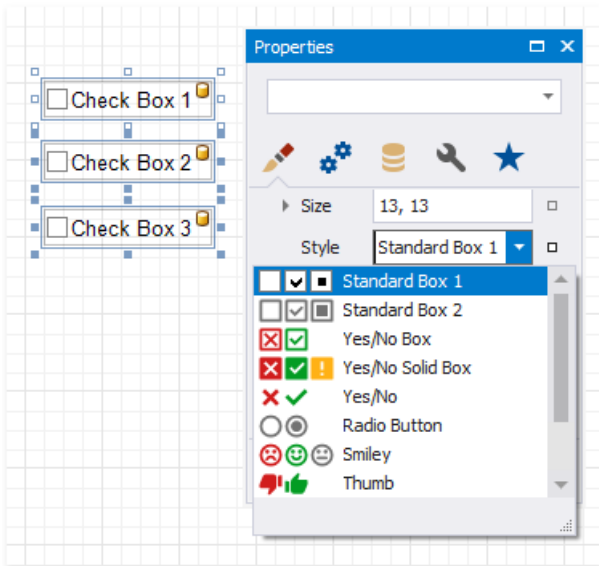 Properties
Check Box 1
Check Box 2
Check Box 3
Size 13, 13
Style Standard Box 1
Standard Box 1
Standard Box 2
Yes/No Box
Yes/No Solid Box
Yes/No
Radio Button
Smiley
Thumb